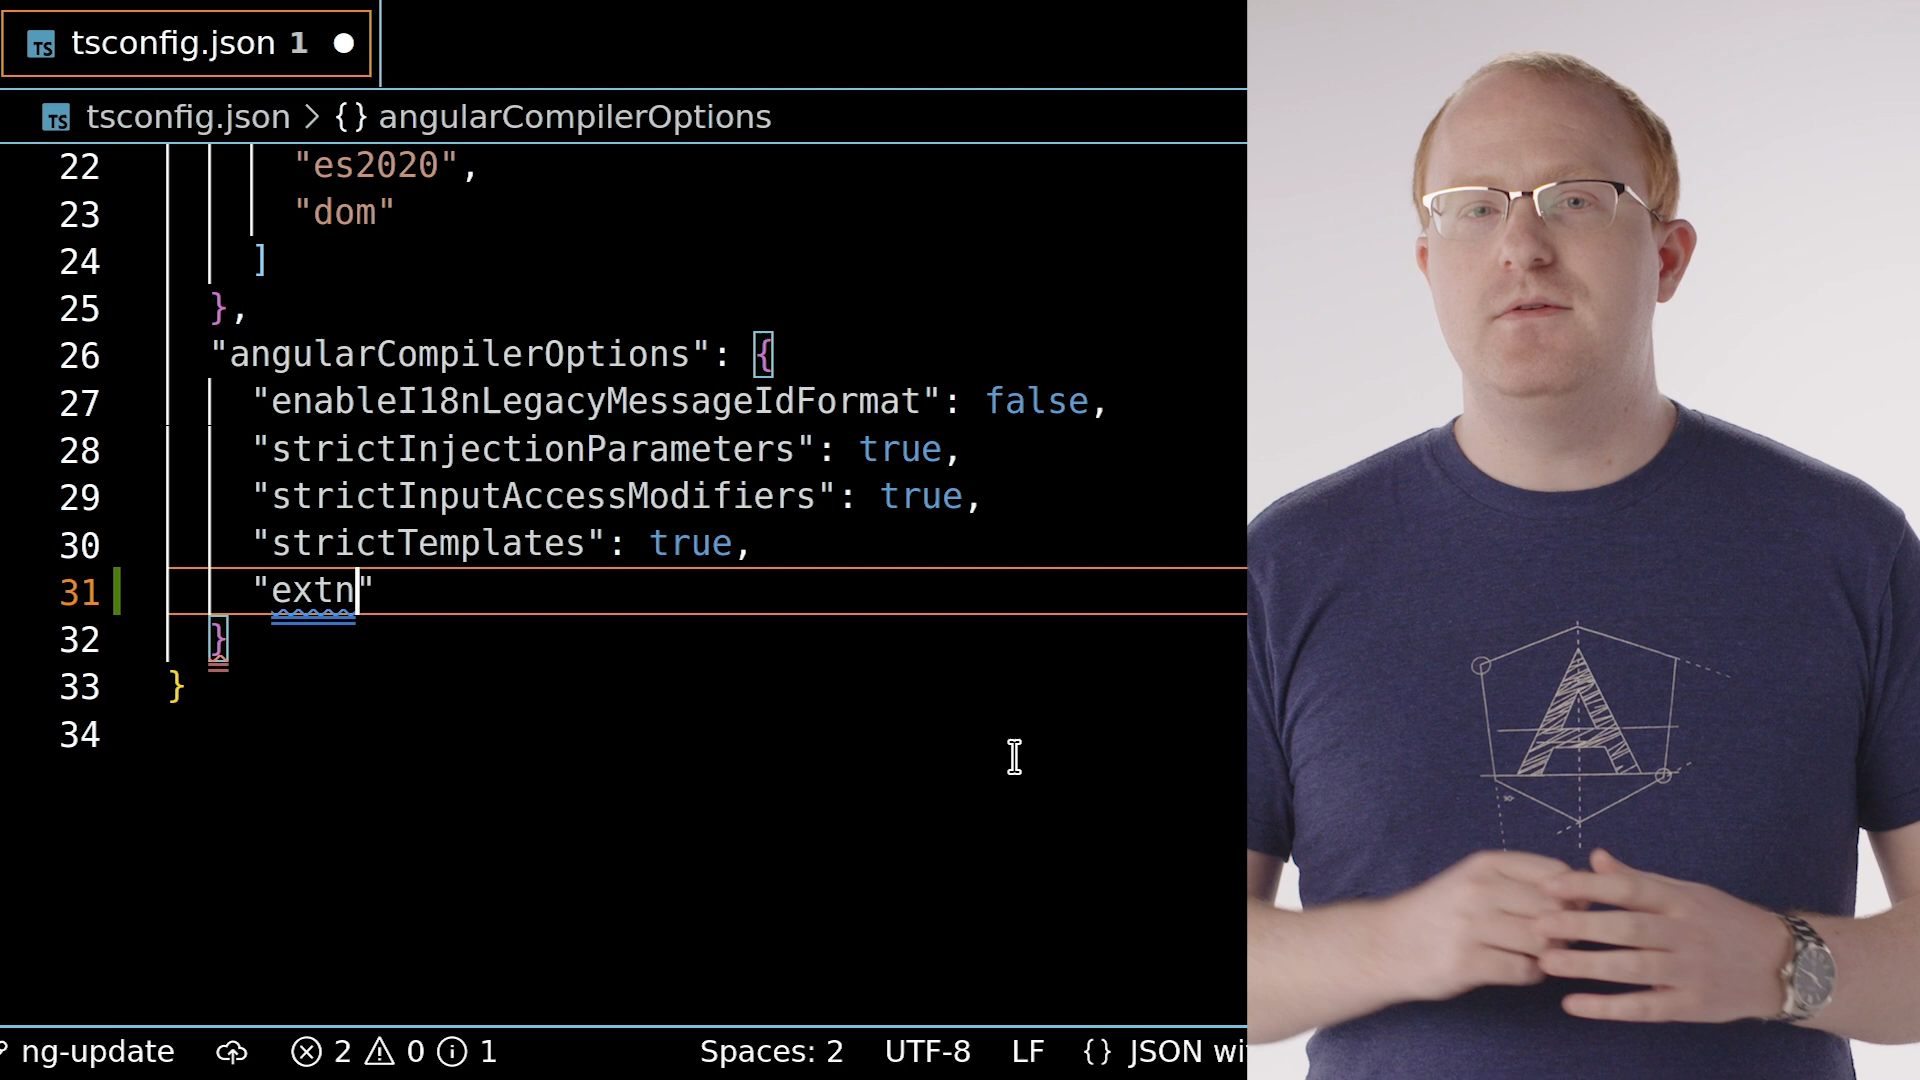 TS tsconfig.json 1
TS tsconfig.json > {} angularCompilerOptions
22 "es2020",
23 "dom"
24 ]
25 },
26 "angularCompilerOptions": {
27 "enableI18nLegacyMessageIdFormat": false,
28 "strictInjectionParameters": true,
29 "strictInputAccessModifiers": true,
30 "strictTemplates": true,
31 "extn"
32 }
33 }
34
A
ng-update 2 0 1 Spaces: 2 UTF-8 LF {} JSON wi